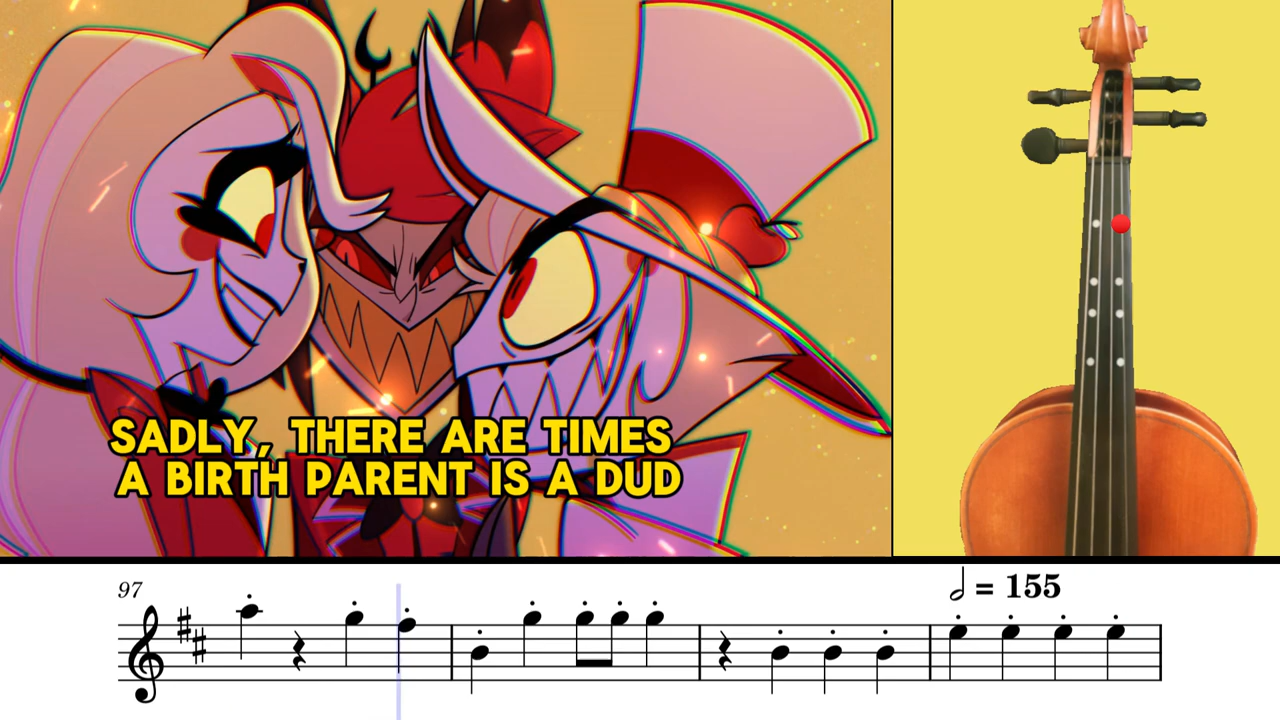 SADLY, THERE ARE TIMES
A BIRTH PARENT IS A DUD
97
𝅗𝅥 = 155